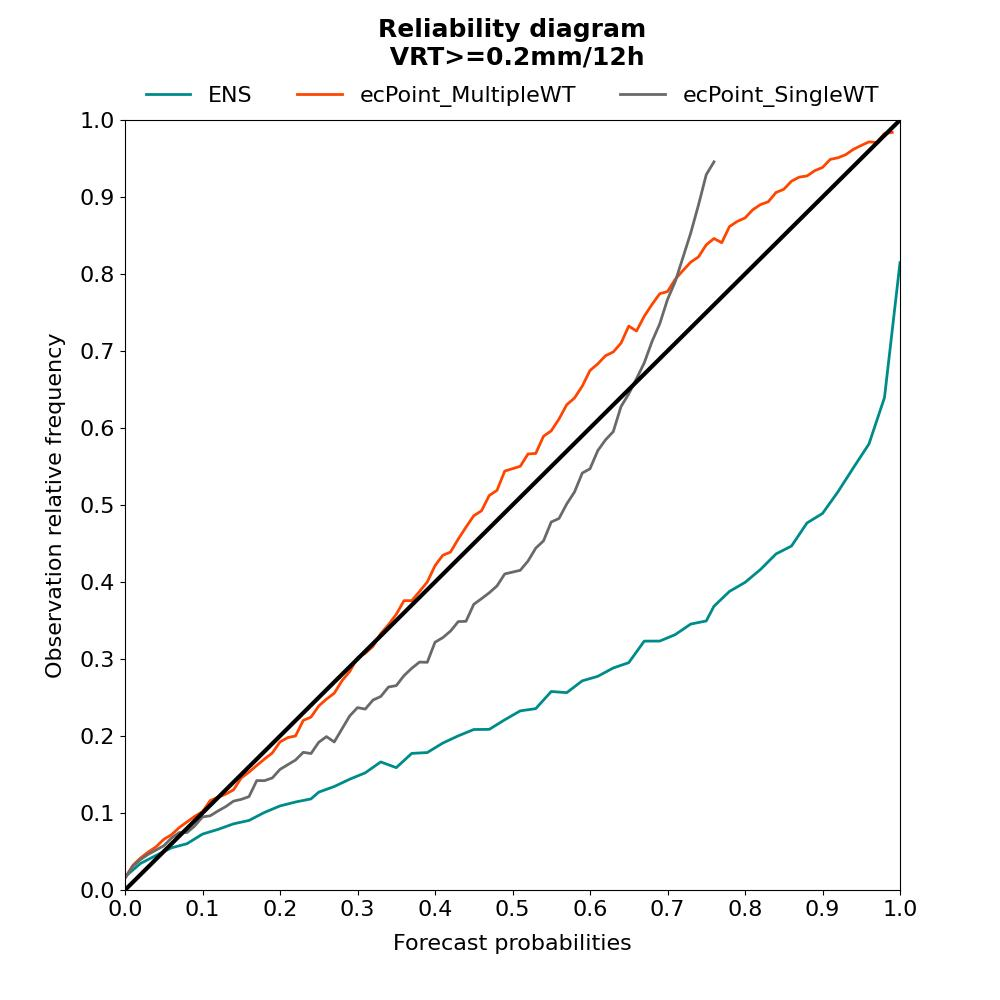 Reliability diagram
VRT>=0.2mm/12h
ENS ecPoint_MultipleWT ecPoint_SingleWT
1.0
0.9
0.8
0.7
0.6
0.5
0.4
0.3
0.2
0.1
0.0
Observation relative frequency
0.0 0.1 0.2 0.3 0.4 0.5 0.6 0.7 0.8 0.9 1.0
Forecast probabilities